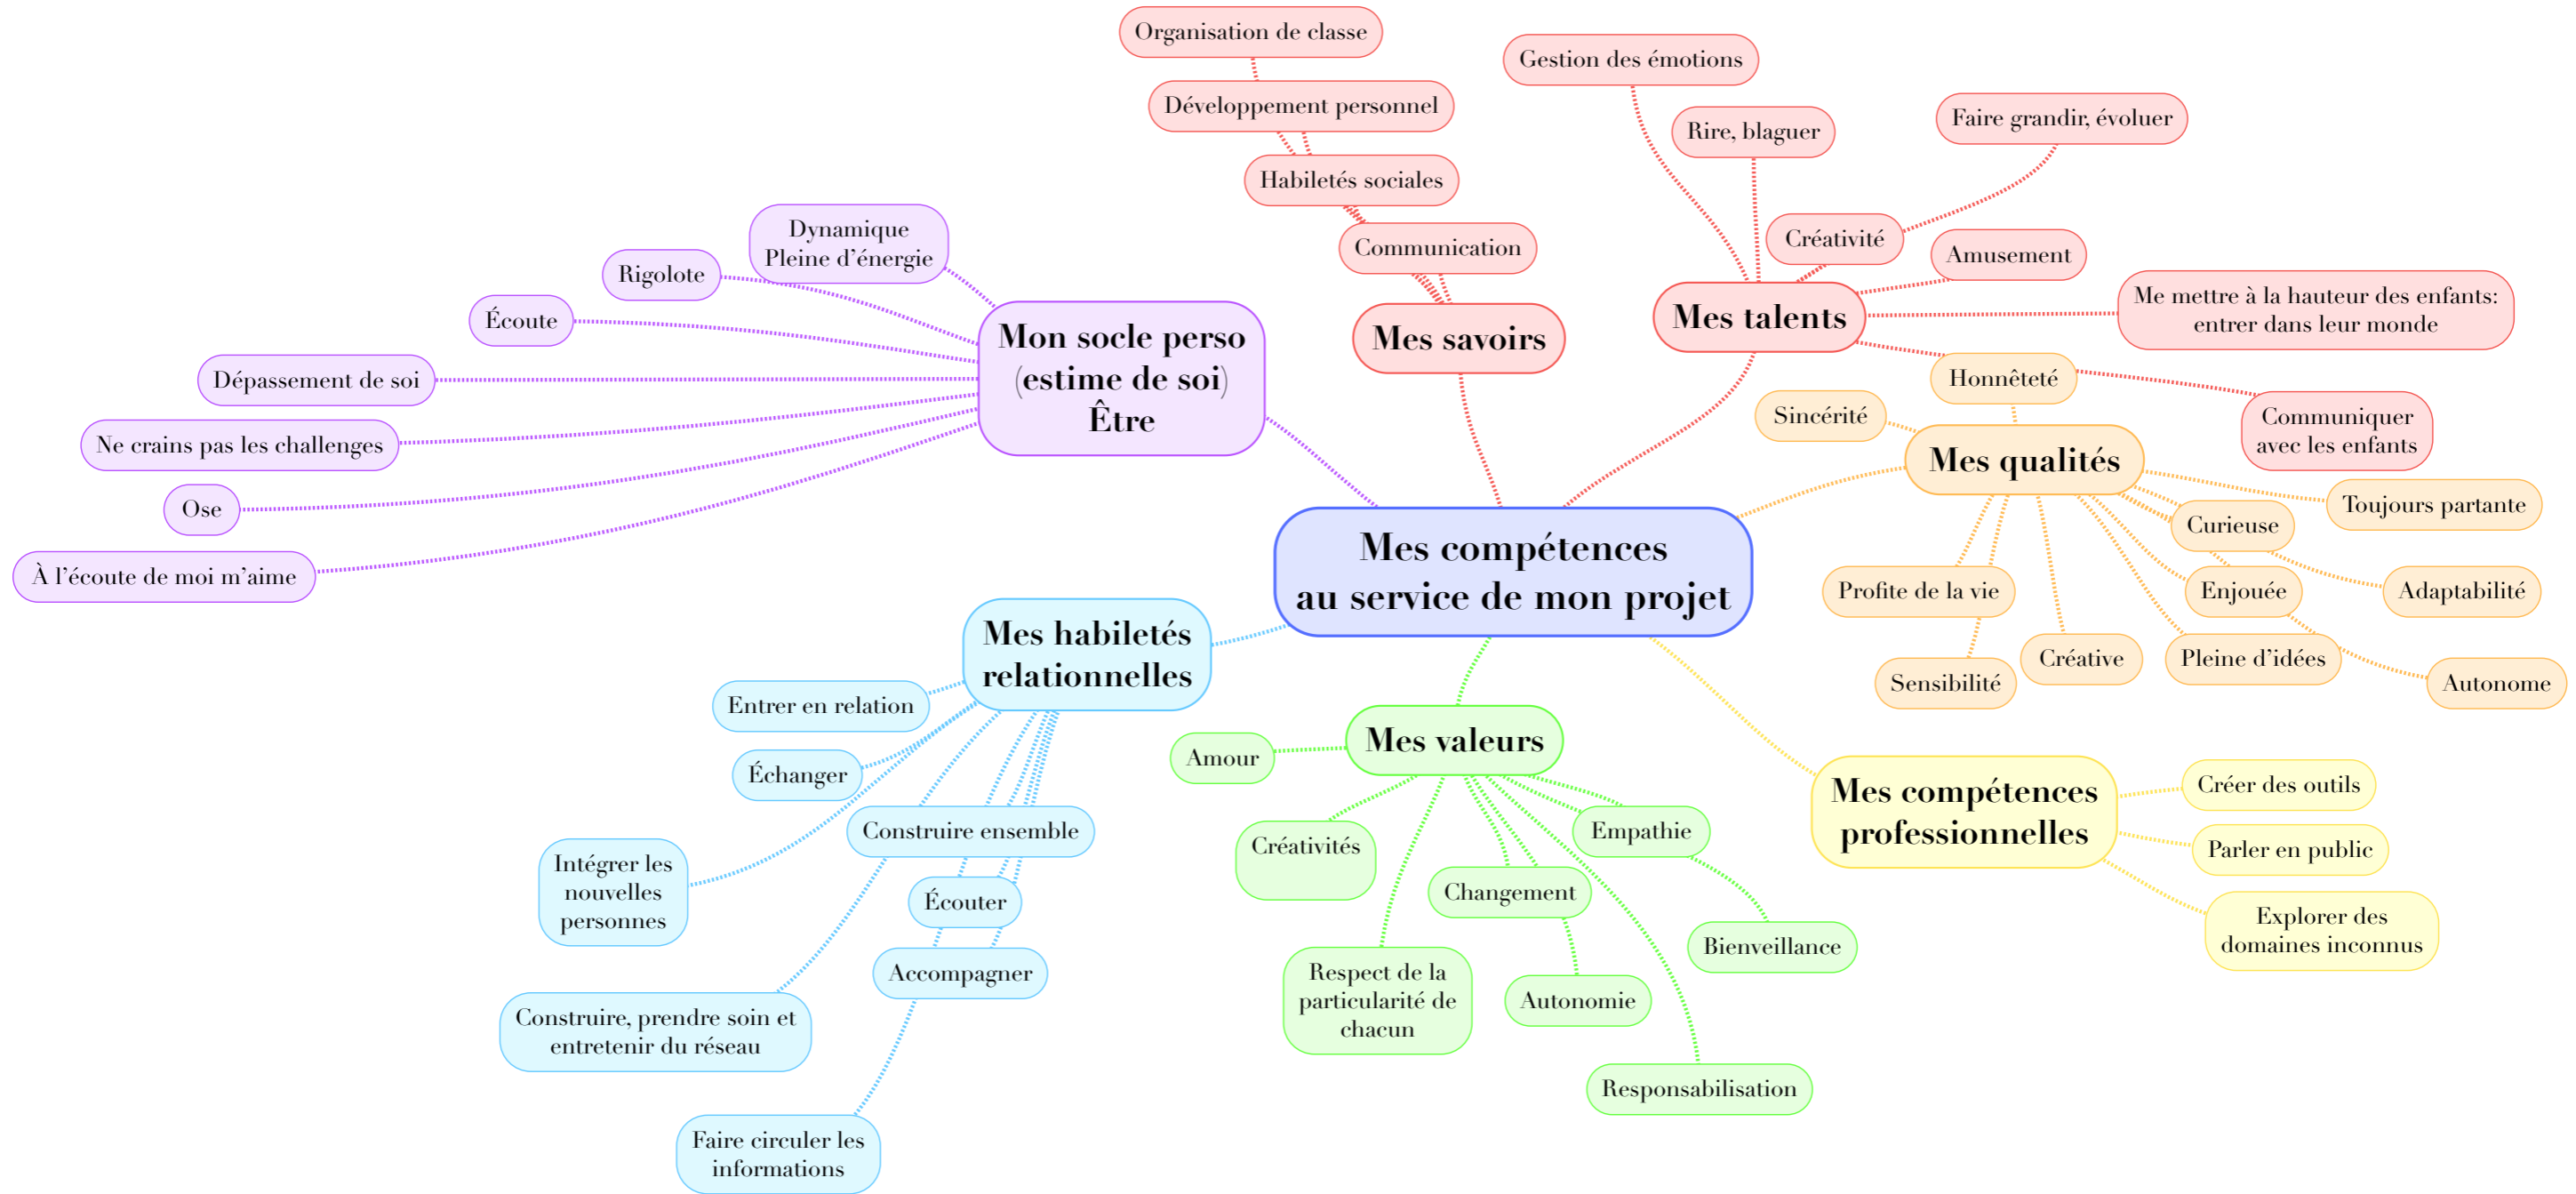 Mes compétences
au service de mon projet
Mon socle perso
(estime de soi)
Être
Dynamique
Pleine d'énergie
Rigolote
Écoute
Dépassement de soi
Ne crains pas les challenges
Ose
À l'écoute de moi m'aime
Mes savoirs
Organisation de classe
Développement personnel
Habiletés sociales
Communication
Mes talents
Gestion des émotions
Rire, blaguer
Faire grandir, évoluer
Créativité
Amusement
Me mettre à la hauteur des enfants:
entrer dans leur monde
Communiquer
avec les enfants
Mes qualités
Honnêteté
Sincérité
Toujours partante
Curieuse
Adaptabilité
Enjouée
Autonome
Pleine d'idées
Créative
Profite de la vie
Sensibilité
Mes compétences
professionnelles
Créer des outils
Parler en public
Explorer des
domaines inconnus
Mes valeurs
Amour
Créativités
Respect de la
particularité de
chacun
Changement
Autonomie
Responsabilisation
Empathie
Bienveillance
Mes habiletés
relationnelles
Entrer en relation
Échanger
Intégrer les
nouvelles
personnes
Construire ensemble
Écouter
Accompagner
Construire, prendre soin et
entretenir du réseau
Faire circuler les
informations